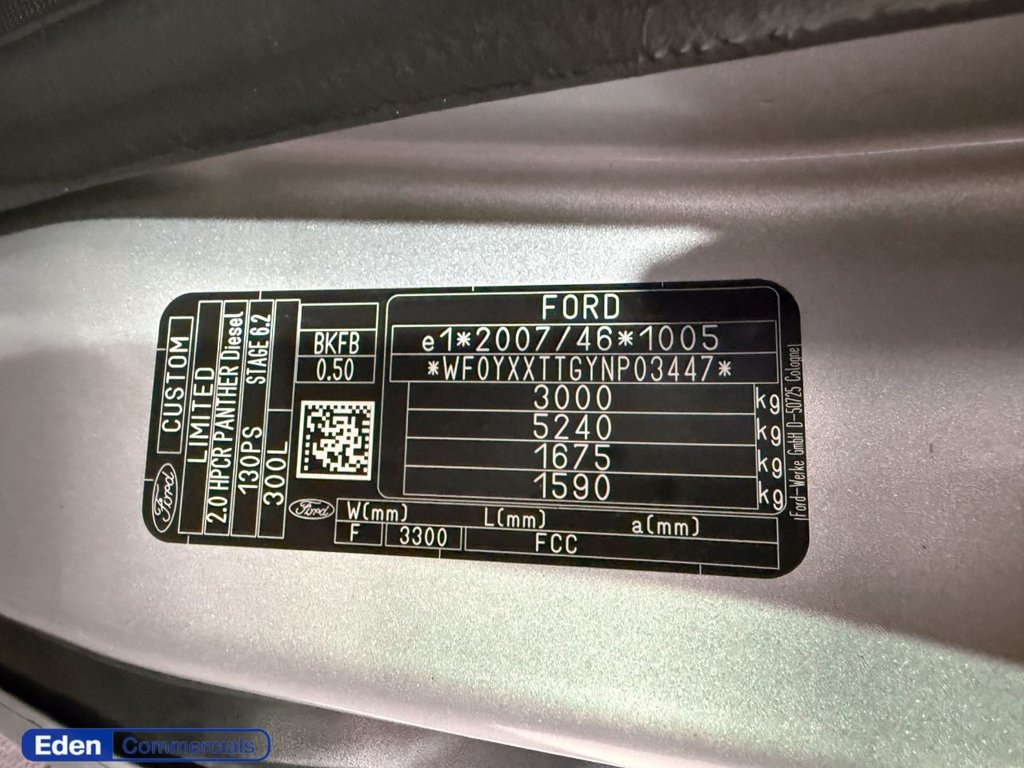 FORD
e1*2007/46*1005
*WF0YXXTTGYNP03447*
3000 kg
5240 kg
1675 kg
1590 kg
Ford-Werke GmbH D-50725 Cologne
BKFB
0.50
CUSTOM
LIMITED
2.0 HPCR PANTHER Diesel
130PS STAGE 6.2
300L
Ford
Ford
W(mm) L(mm) a(mm)
F 3300 FCC
Eden Commercials